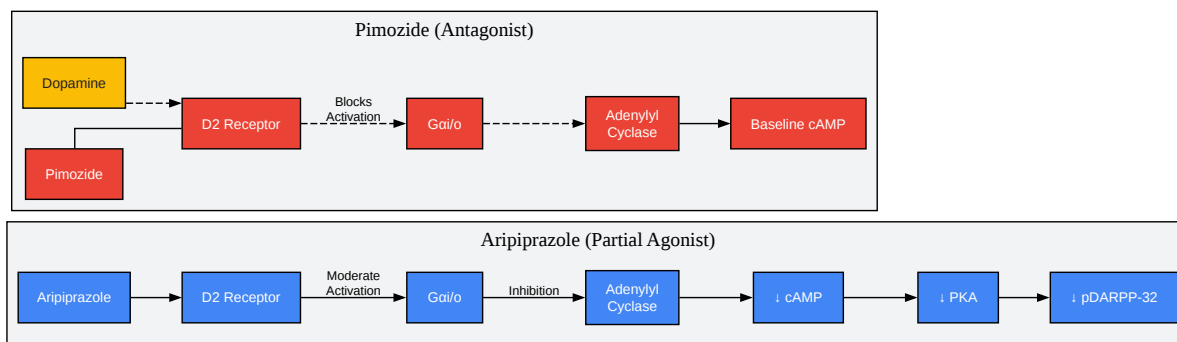 Pimozide (Antagonist)
Dopamine
D2 Receptor
Blocks
Activation
Gαi/o
Adenylyl
Cyclase
Baseline cAMP
Pimozide
Aripiprazole (Partial Agonist)
Aripiprazole
D2 Receptor
Moderate
Activation
Gαi/o
Inhibition
Adenylyl
Cyclase
↓ cAMP
↓ PKA
↓ pDARPP-32